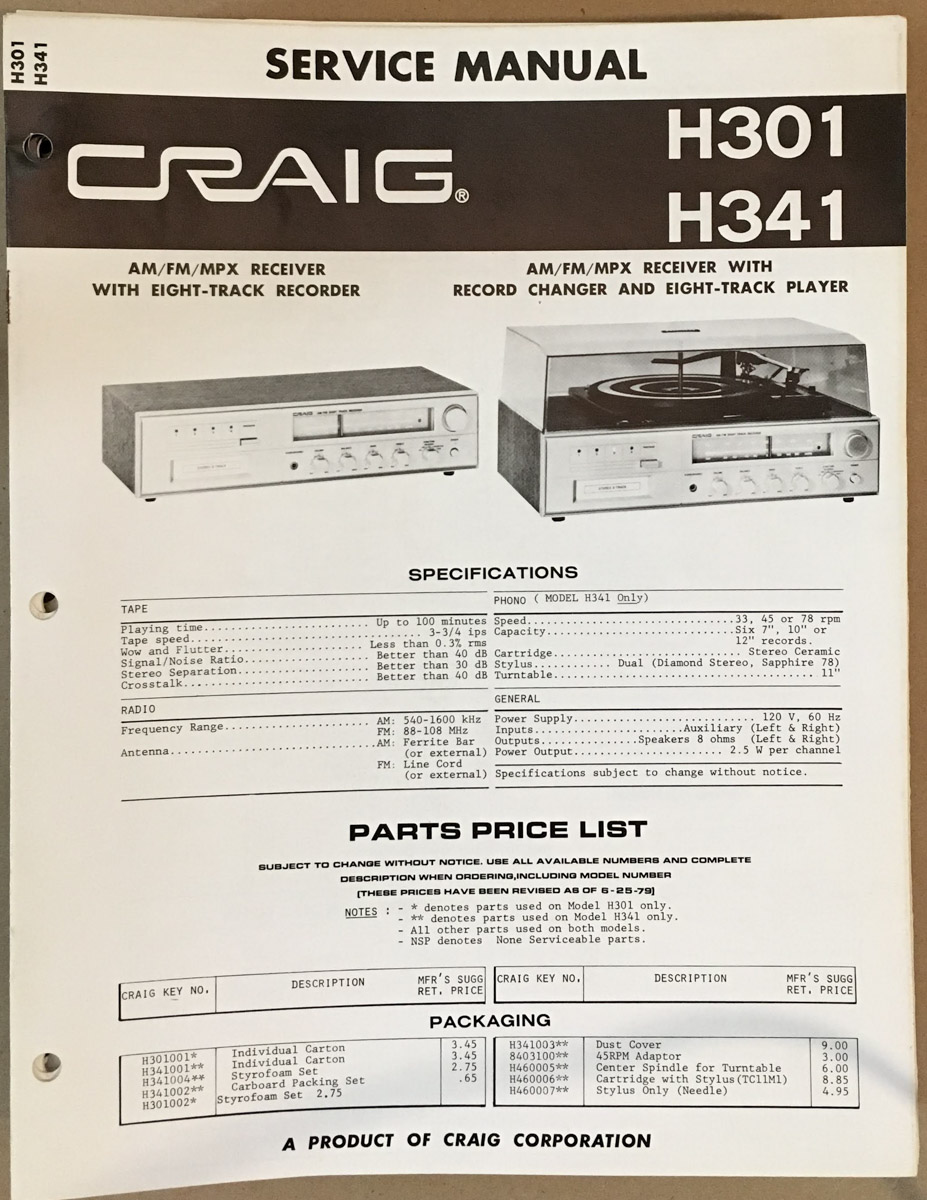 H301
H341
SERVICE MANUAL
CRAIG®
H301
H341
AM/FM/MPX RECEIVER
WITH EIGHT-TRACK RECORDER
AM/FM/MPX RECEIVER WITH
RECORD CHANGER AND EIGHT-TRACK PLAYER
CRAIG
STEREO 8 TRACK
CRAIG
STEREO 8 TRACK
SPECIFICATIONS
TAPE
Playing time........................ Up to 100 minutes
Tape speed................................ 3-3/4 ips
Wow and Flutter..................... Less than 0.3% rms
Signal/Noise Ratio.................. Better than 40 dB
Stereo Separation................... Better than 30 dB
Crosstalk........................... Better than 40 dB
RADIO
Frequency Range..................... AM: 540-1600 kHz
FM: 88-108 MHz
Antenna.............................AM: Ferrite Bar
(or external)
FM: Line Cord
(or external)
PHONO ( MODEL H341 Only)
Speed.............................33, 45 or 78 rpm
Capacity..........................Six 7", 10" or
12" records.
Cartridge........................... Stereo Ceramic
Stylus........... Dual (Diamond Stereo, Sapphire 78)
Turntable...................................... 11"
GENERAL
Power Supply.......................... 120 V, 60 Hz
Inputs......................Auxiliary (Left & Right)
Outputs...............Speakers 8 ohms (Left & Right)
Power Output..................... 2.5 W per channel
Specifications subject to change without notice.
PARTS PRICE LIST
SUBJECT TO CHANGE WITHOUT NOTICE. USE ALL AVAILABLE NUMBERS AND COMPLETE
DESCRIPTION WHEN ORDERING,INCLUDING MODEL NUMBER
(THESE PRICES HAVE BEEN REVISED AS OF 6-25-79)
NOTES : - * denotes parts used on Model H301 only.
- ** denotes parts used on Model H341 only.
- All other parts used on both models.
- NSP denotes None Serviceable parts.
CRAIG KEY NO. DESCRIPTION MFR'S SUGG RET. PRICE
CRAIG KEY NO. DESCRIPTION MFR'S SUGG RET. PRICE
PACKAGING
H301001* Individual Carton 3.45
H341001** Individual Carton 3.45
H341004** Styrofoam Set 2.75
H341002** Carboard Packing Set .65
H301002* Styrofoam Set 2.75
H341003** Dust Cover 9.00
8403100** 45RPM Adaptor 3.00
H460005** Center Spindle for Turntable 6.00
H460006** Cartridge with Stylus(TC11M1) 8.85
H460007** Stylus Only (Needle) 4.95
A PRODUCT OF CRAIG CORPORATION